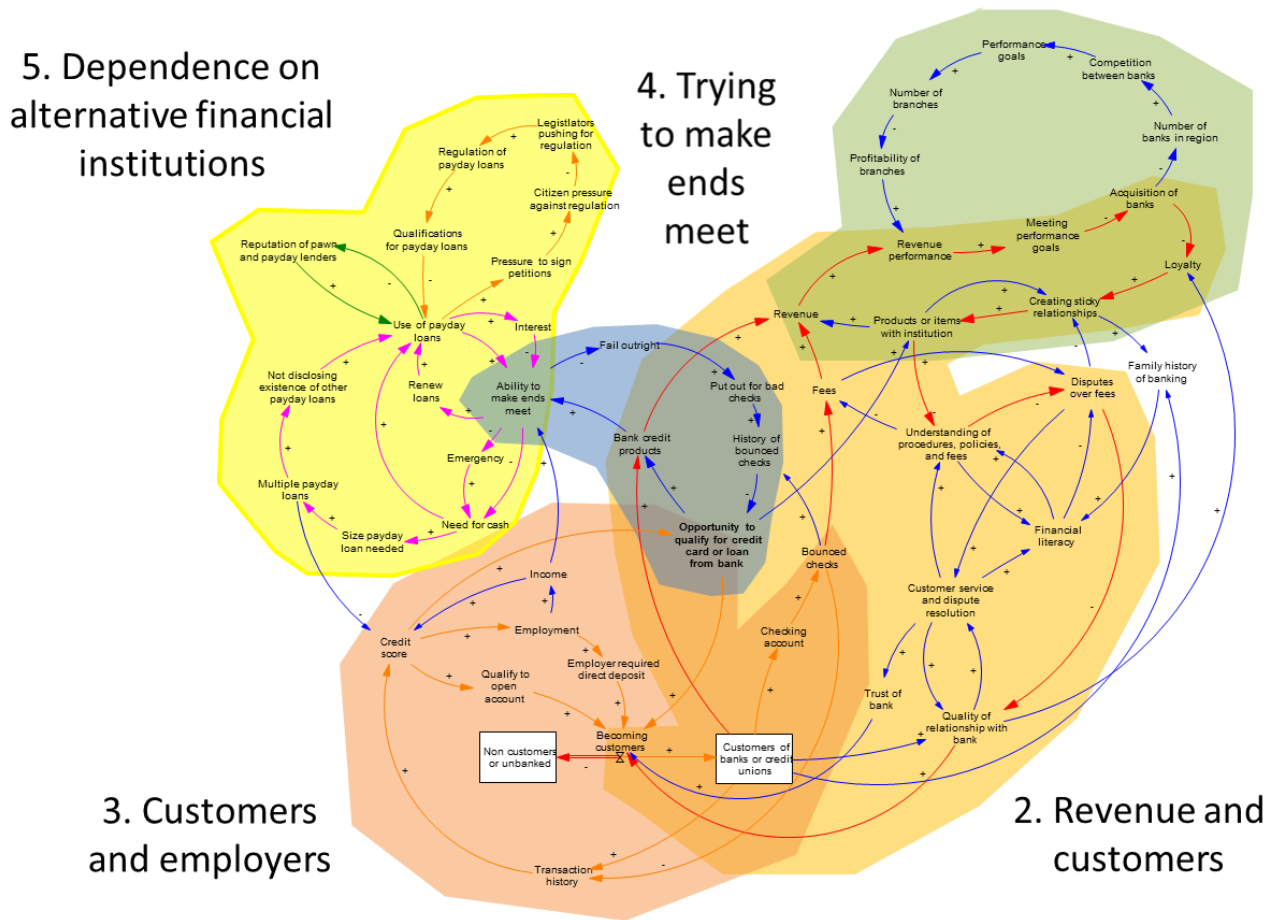 5. Dependence on
alternative financial
institutions
4. Trying
to make
ends
meet
3. Customers
and employers
2. Revenue and
customers
Performance
goals
Competition
between banks
Number of
branches
Number of
banks in region
Profitability of
branches
Acquisition of
banks
Revenue
performance
Meeting
performance
goals
Loyalty
Creating sticky
relationships
Products or items
with institution
Revenue
Family history
of banking
Fees
Disputes
over fees
Understanding of
procedures, policies,
and fees
Financial
literacy
Customer service
and dispute
resolution
Trust of
bank
Quality of
relationship with
bank
Legistlators
pushing for
regulation
Regulation of
payday loans
Citizen pressure
against regulation
Qualifications
for payday loans
Reputation of pawn
and payday lenders
Pressure to sign
petitions
Use of payday
loans
Interest
Not disclosing
existence of other
payday loans
Renew
loans
Ability to
make ends
meet
Emergency
Multiple payday
loans
Need for cash
Size payday
loan needed
Fail outright
Put out for bad
checks
History of
bounced
checks
Bank credit
products
Opportunity to
qualify for credit
card or loan
from bank
Bounced
checks
Checking
account
Income
Employment
Credit
score
Employer required
direct deposit
Qualify to
open
account
Becoming
customers
Non customers
or unbanked
Customers of
banks or credit
unions
Transaction
history